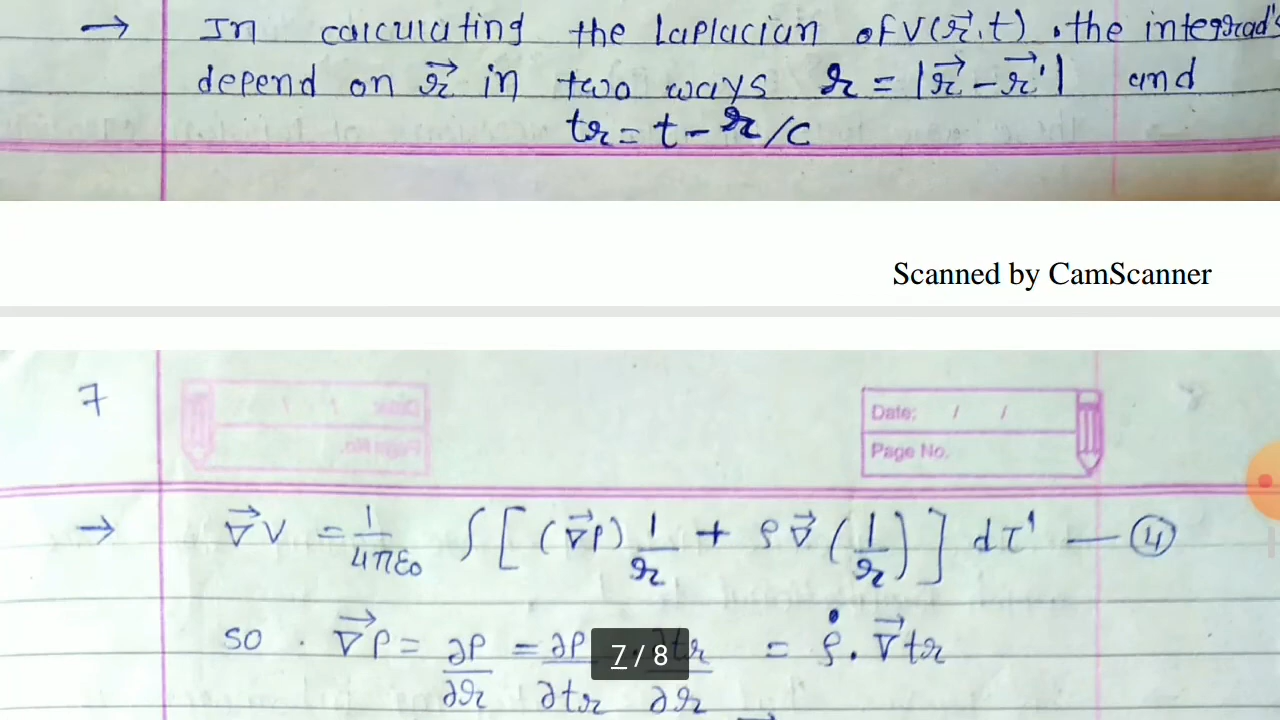 → In calculating the Laplacian of V(r⃗,t), the integrad's
depend on r⃗ in two ways r = |r⃗ - r⃗'| and
tr = t - r/c
Scanned by CamScanner
7
Date: / /
Page No.
→ ∇⃗V = 1/4πε0 ∫[(∇⃗ρ) 1/r + ρ∇⃗(1/r)] dτ' — ④
so . ∇⃗ρ = ∂ρ/∂r = ∂ρ/∂tr ∂tr/∂r = ρ̇. ∇⃗tr
7/8